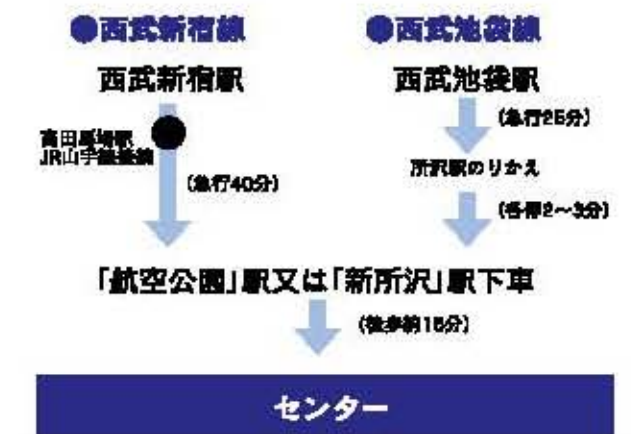 ●西武新宿線
●西武池袋線
西武新宿駅
西武池袋駅
高田馬場駅
JR山手線接続
(急行40分)
(急行25分)
所沢駅のりかえ
(各停2〜3分)
「航空公園」駅又は「新所沢」駅下車
(徒歩約15分)
センター